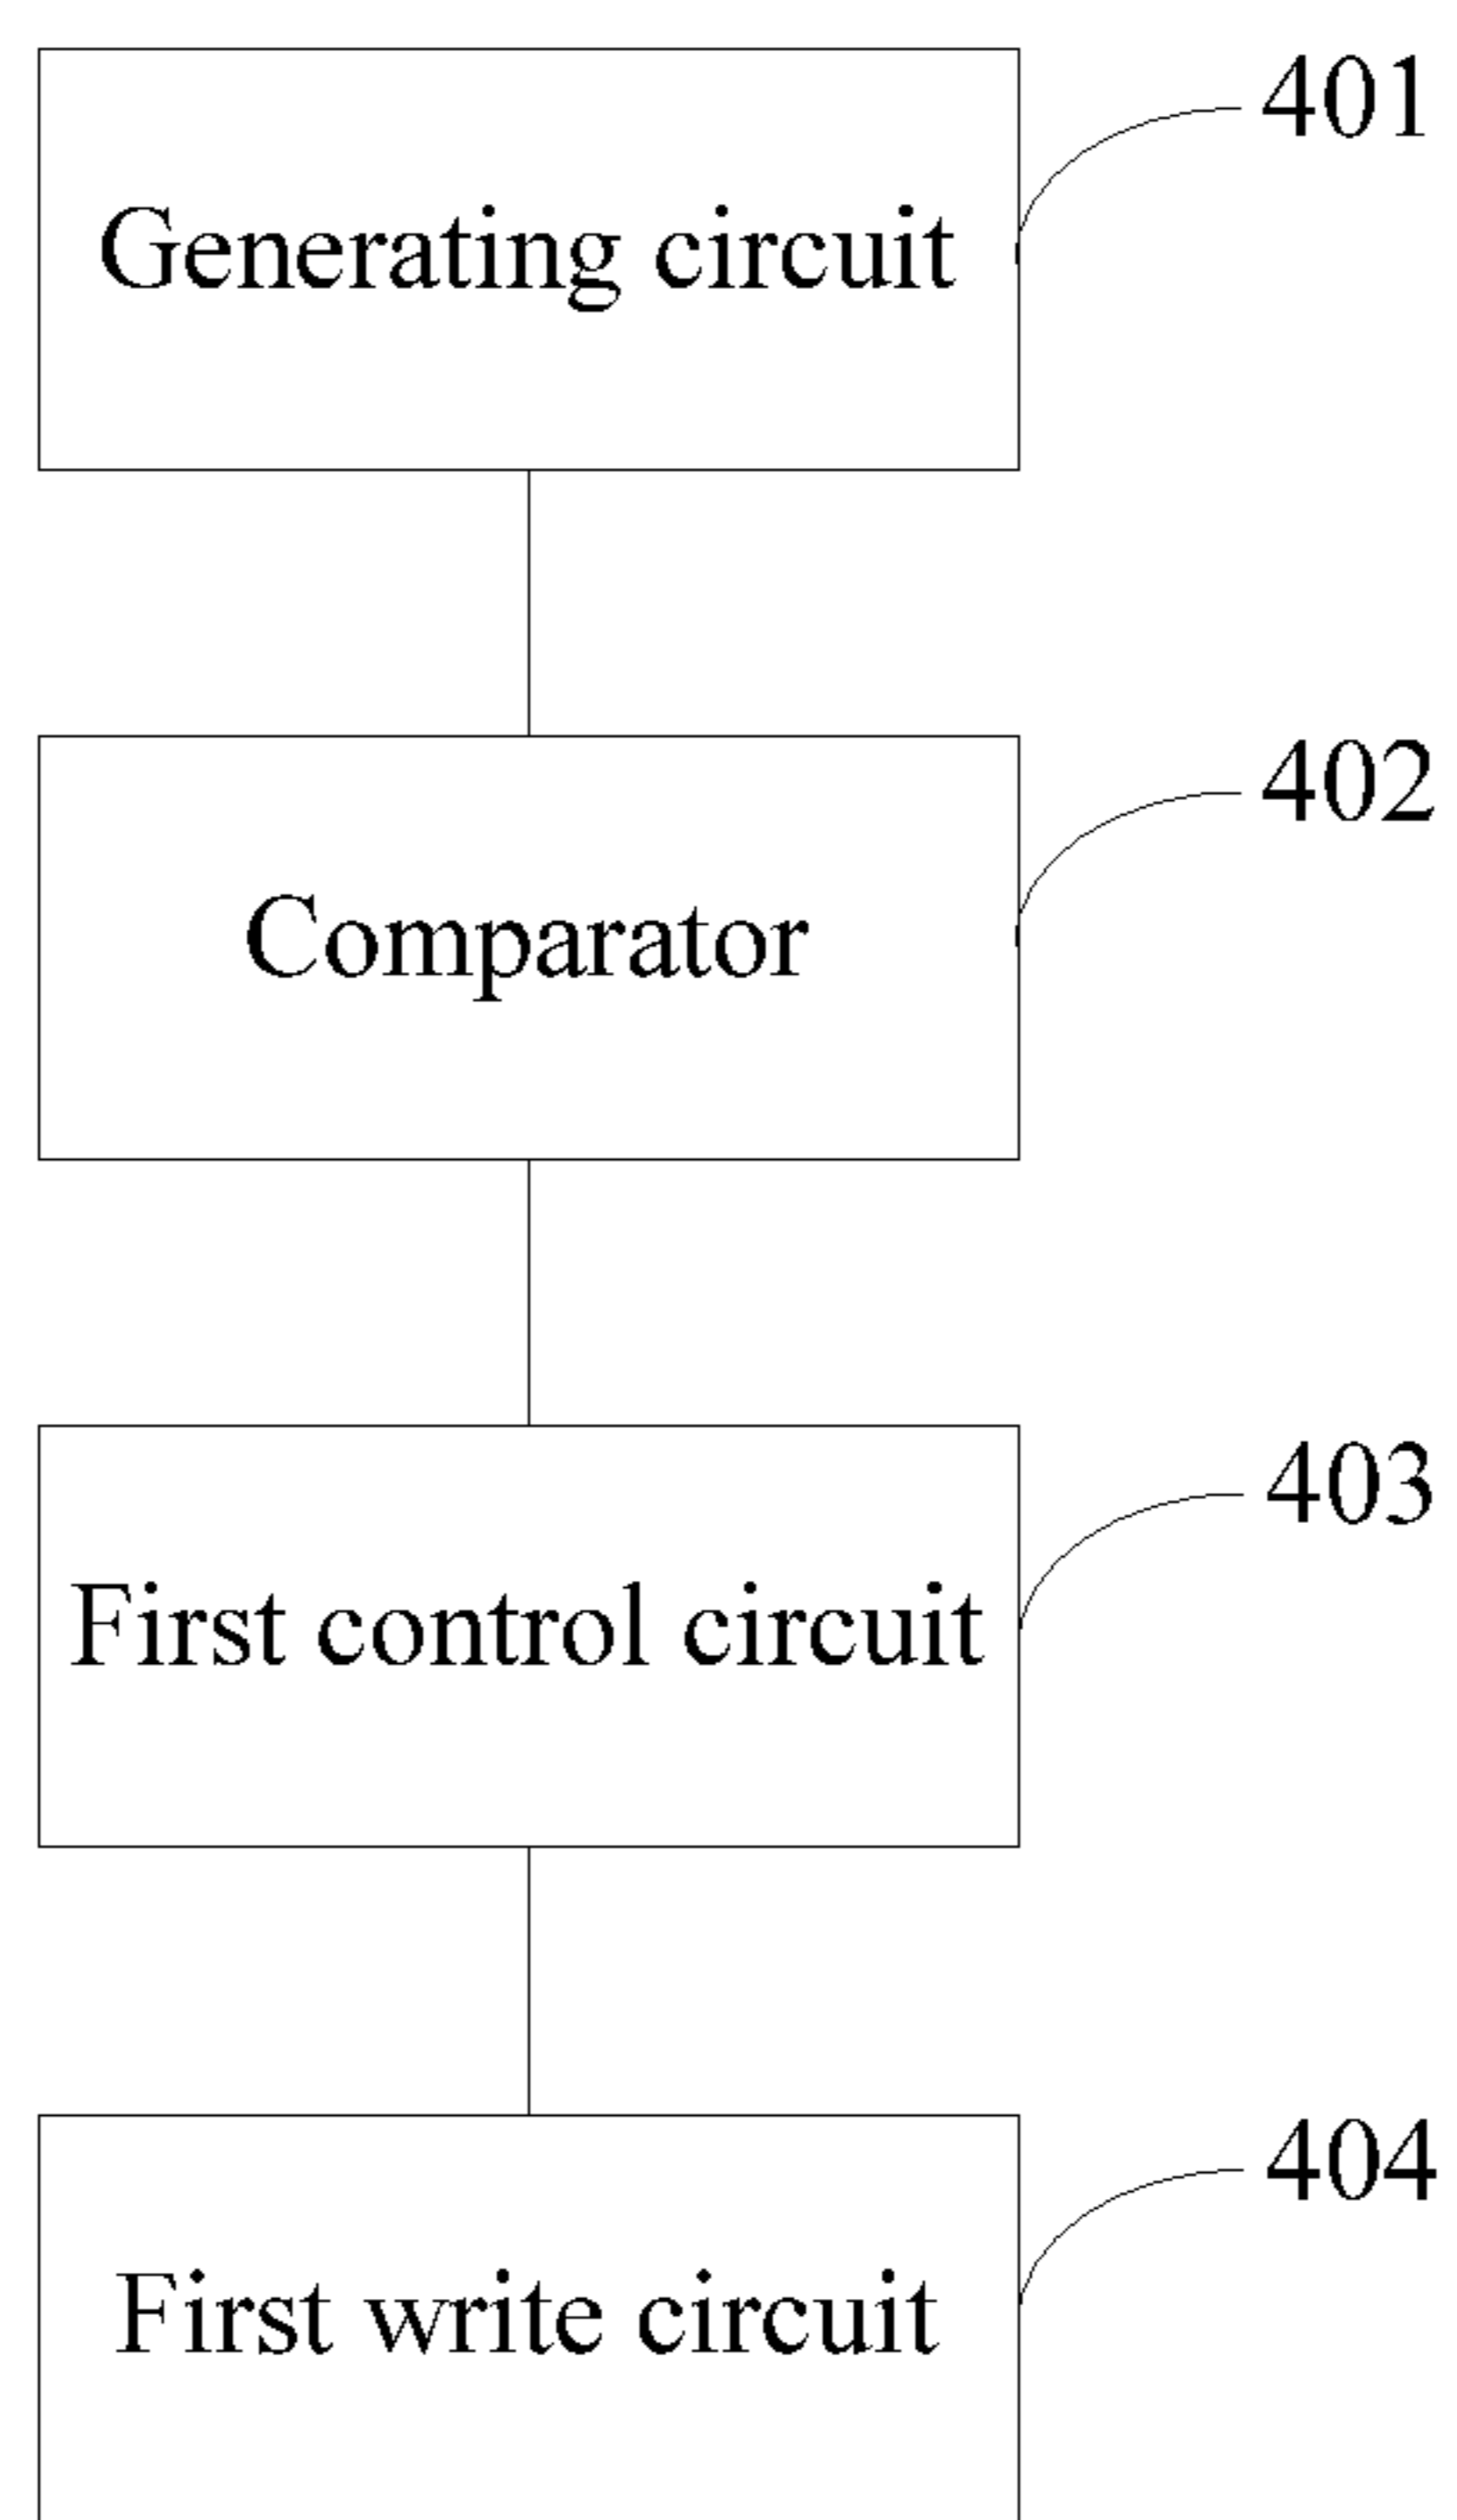 401
Generating circuit
402
Comparator
403
First control circuit
404
First write circuit